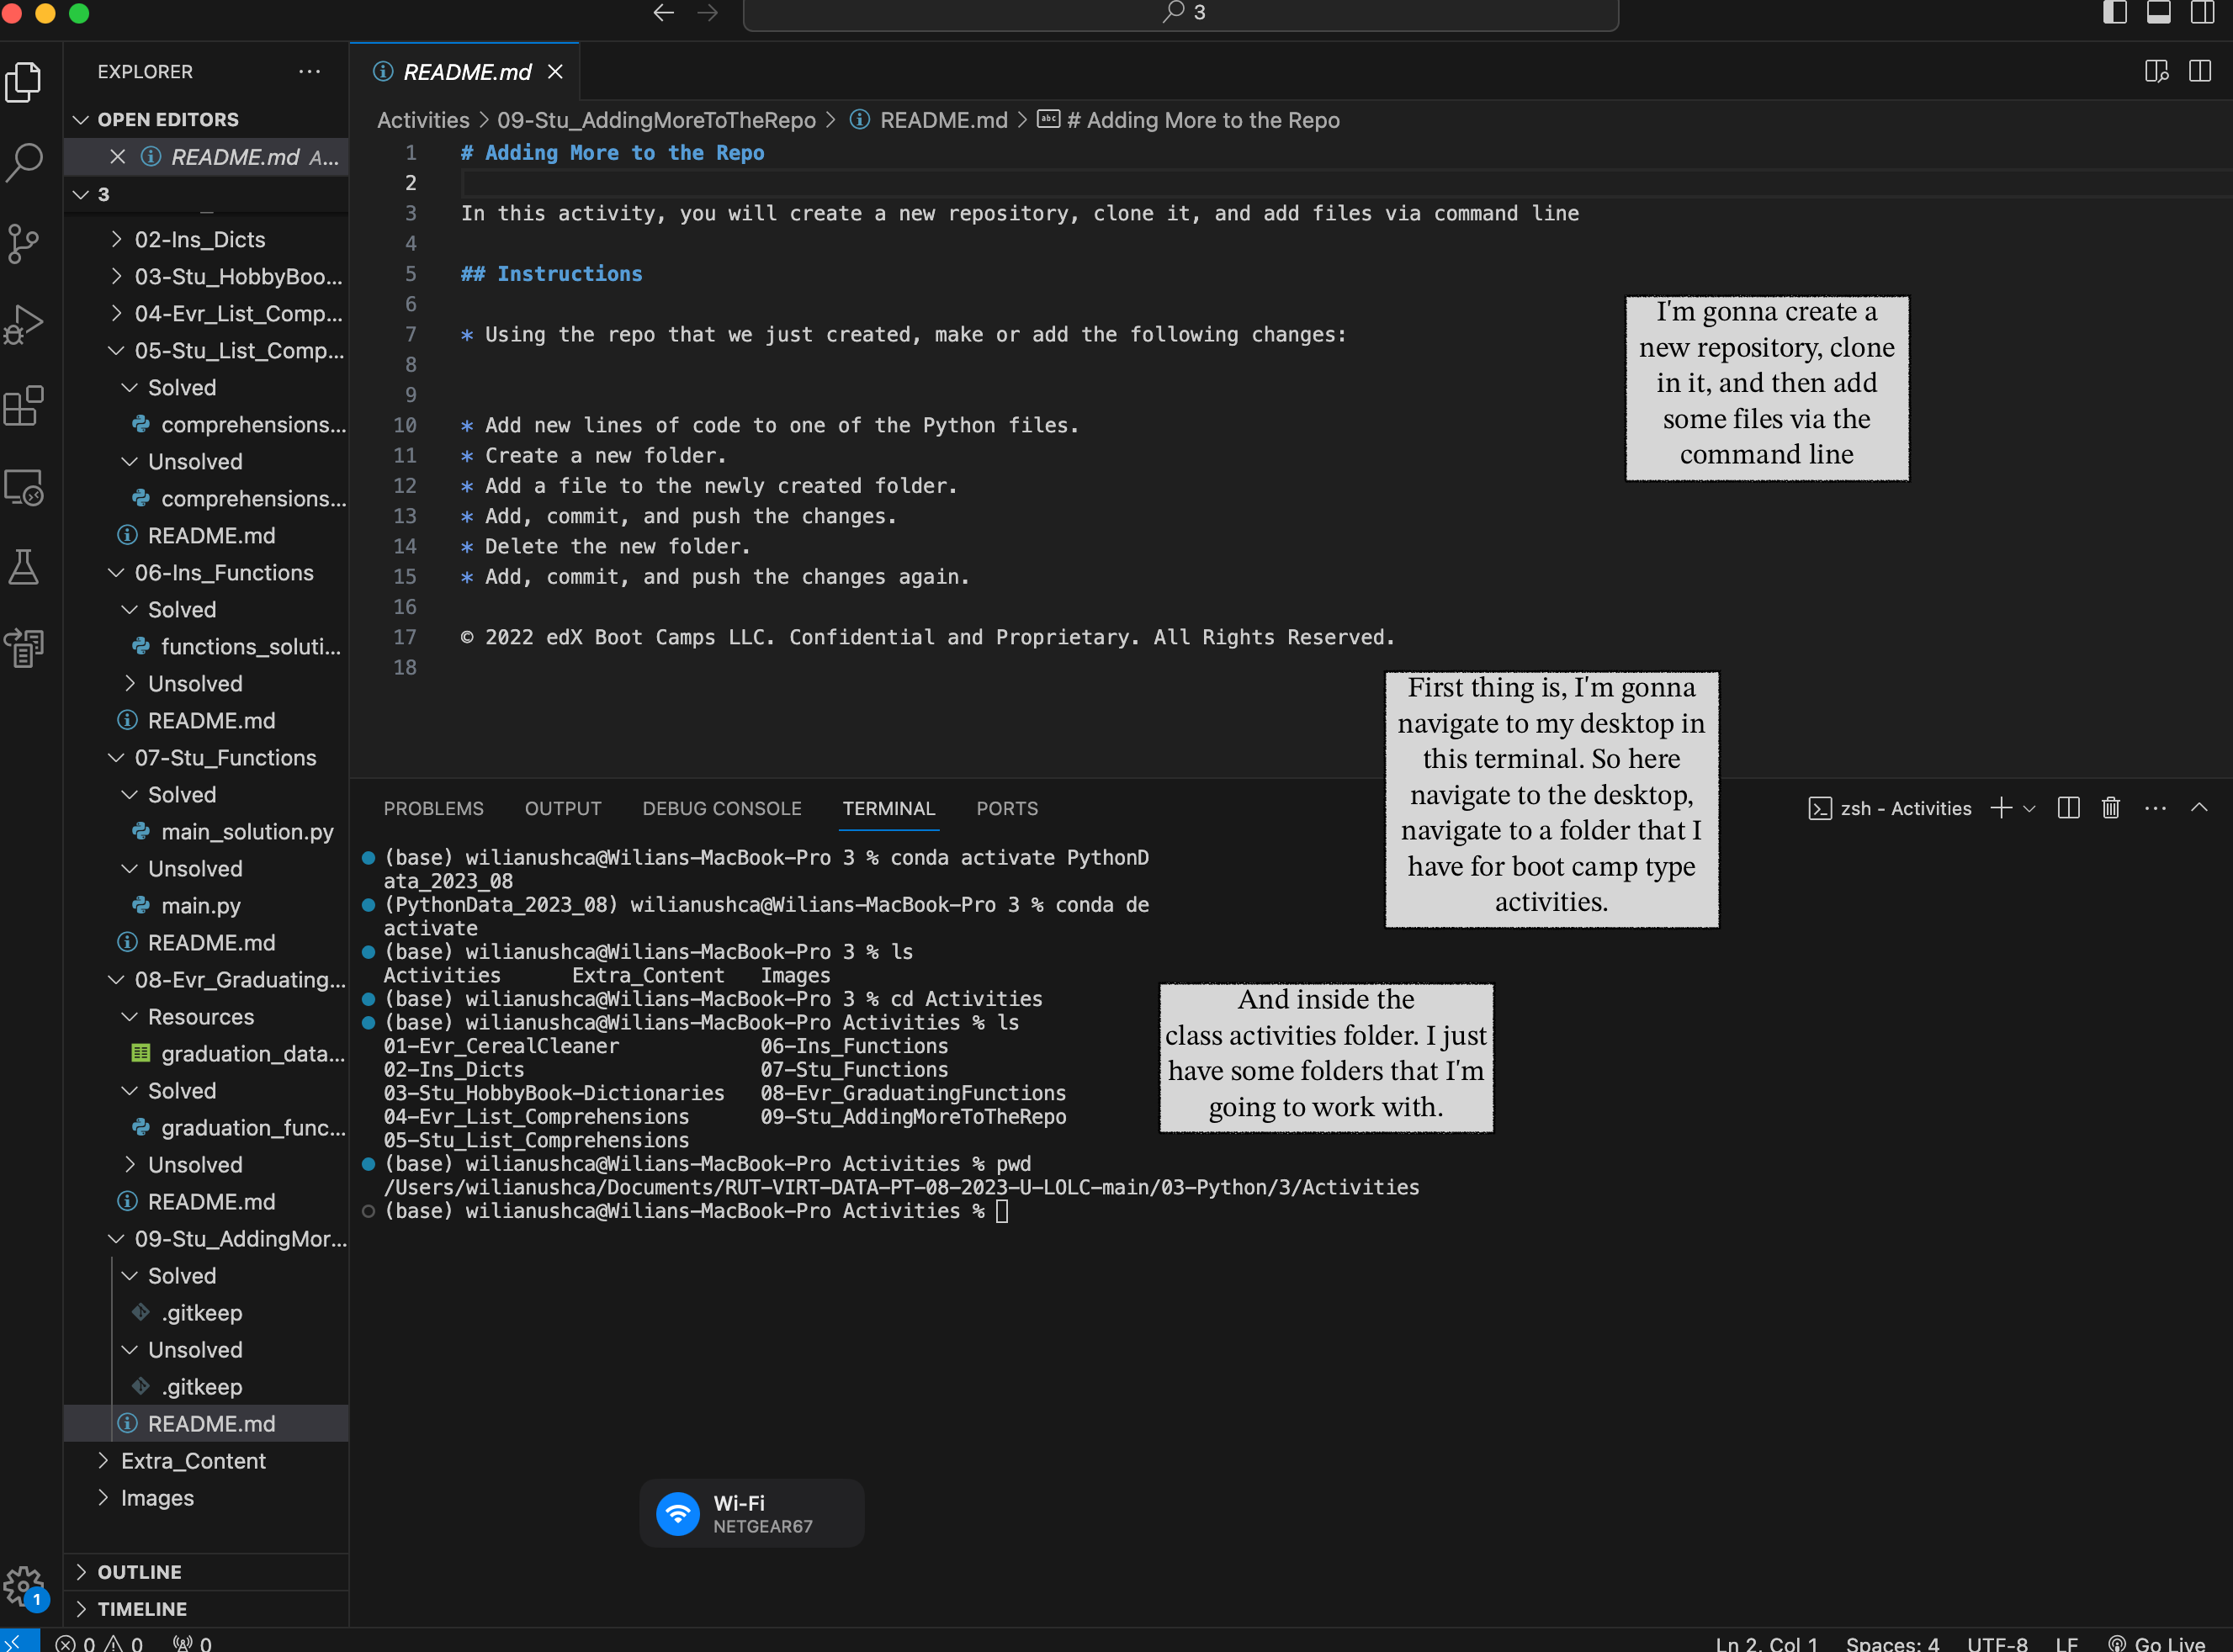 3
EXPLORER
OPEN EDITORS
README.md A...
3
02-Ins_Dicts
03-Stu_HobbyBoo...
04-Evr_List_Comp...
05-Stu_List_Comp...
Solved
comprehensions...
Unsolved
comprehensions...
README.md
06-Ins_Functions
Solved
functions_soluti...
Unsolved
README.md
07-Stu_Functions
Solved
main_solution.py
Unsolved
main.py
README.md
08-Evr_Graduating...
Resources
graduation_data...
Solved
graduation_func...
Unsolved
README.md
09-Stu_AddingMor...
Solved
.gitkeep
Unsolved
.gitkeep
README.md
Extra_Content
Images
OUTLINE
TIMELINE
1
README.md
Activities > 09-Stu_AddingMoreToTheRepo > README.md > # Adding More to the Repo
1 # Adding More to the Repo
2
3 In this activity, you will create a new repository, clone it, and add files via command line
4
5 ## Instructions
6
7 * Using the repo that we just created, make or add the following changes:
8
9
10 * Add new lines of code to one of the Python files.
11 * Create a new folder.
12 * Add a file to the newly created folder.
13 * Add, commit, and push the changes.
14 * Delete the new folder.
15 * Add, commit, and push the changes again.
16
17 © 2022 edX Boot Camps LLC. Confidential and Proprietary. All Rights Reserved.
18
I'm gonna create a
new repository, clone
in it, and then add
some files via the
command line
First thing is, I'm gonna
navigate to my desktop in
this terminal. So here
navigate to the desktop,
navigate to a folder that I
have for boot camp type
activities.
PROBLEMS OUTPUT DEBUG CONSOLE TERMINAL PORTS
zsh - Activities
(base) wilianushca@Wilians-MacBook-Pro 3 % conda activate PythonD
ata_2023_08
(PythonData_2023_08) wilianushca@Wilians-MacBook-Pro 3 % conda de
activate
(base) wilianushca@Wilians-MacBook-Pro 3 % ls
Activities Extra_Content Images
(base) wilianushca@Wilians-MacBook-Pro 3 % cd Activities
(base) wilianushca@Wilians-MacBook-Pro Activities % ls
01-Evr_CerealCleaner 06-Ins_Functions
02-Ins_Dicts 07-Stu_Functions
03-Stu_HobbyBook-Dictionaries 08-Evr_GraduatingFunctions
04-Evr_List_Comprehensions 09-Stu_AddingMoreToTheRepo
05-Stu_List_Comprehensions
(base) wilianushca@Wilians-MacBook-Pro Activities % pwd
/Users/wilianushca/Documents/RUT-VIRT-DATA-PT-08-2023-U-LOLC-main/03-Python/3/Activities
(base) wilianushca@Wilians-MacBook-Pro Activities %
And inside the
class activities folder. I just
have some folders that I'm
going to work with.
Wi-Fi
NETGEAR67
0 0 0
Ln 2, Col 1 Spaces: 4 UTF-8 LF Go Live